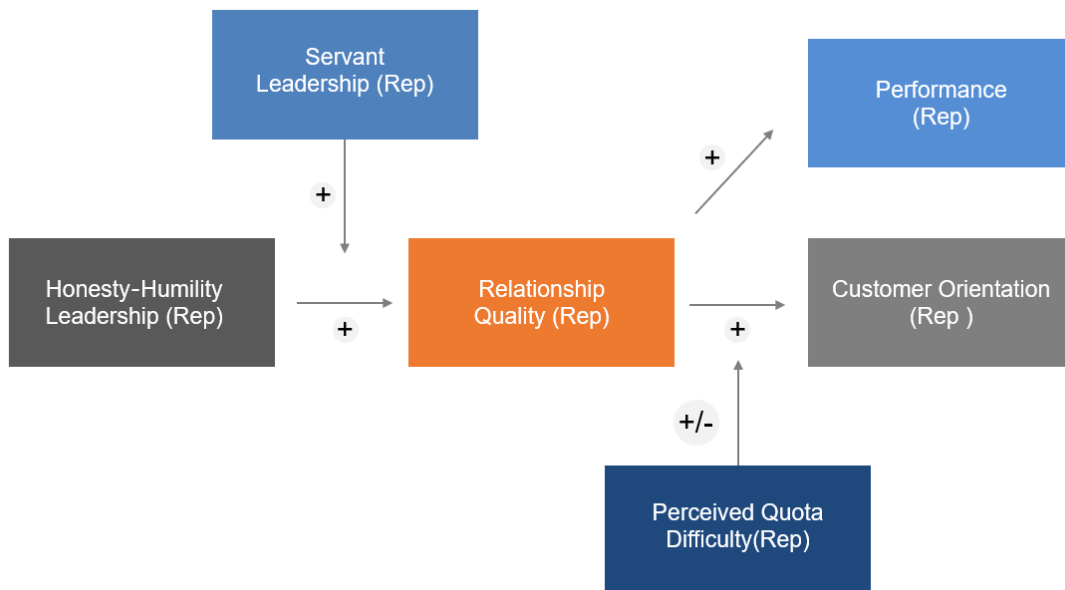 Servant
Leadership (Rep)
Performance
(Rep)
+
+
Honesty-Humility
Leadership (Rep)
Relationship
Quality (Rep)
Customer Orientation
(Rep )
+
+
+/-
Perceived Quota
Difficulty(Rep)